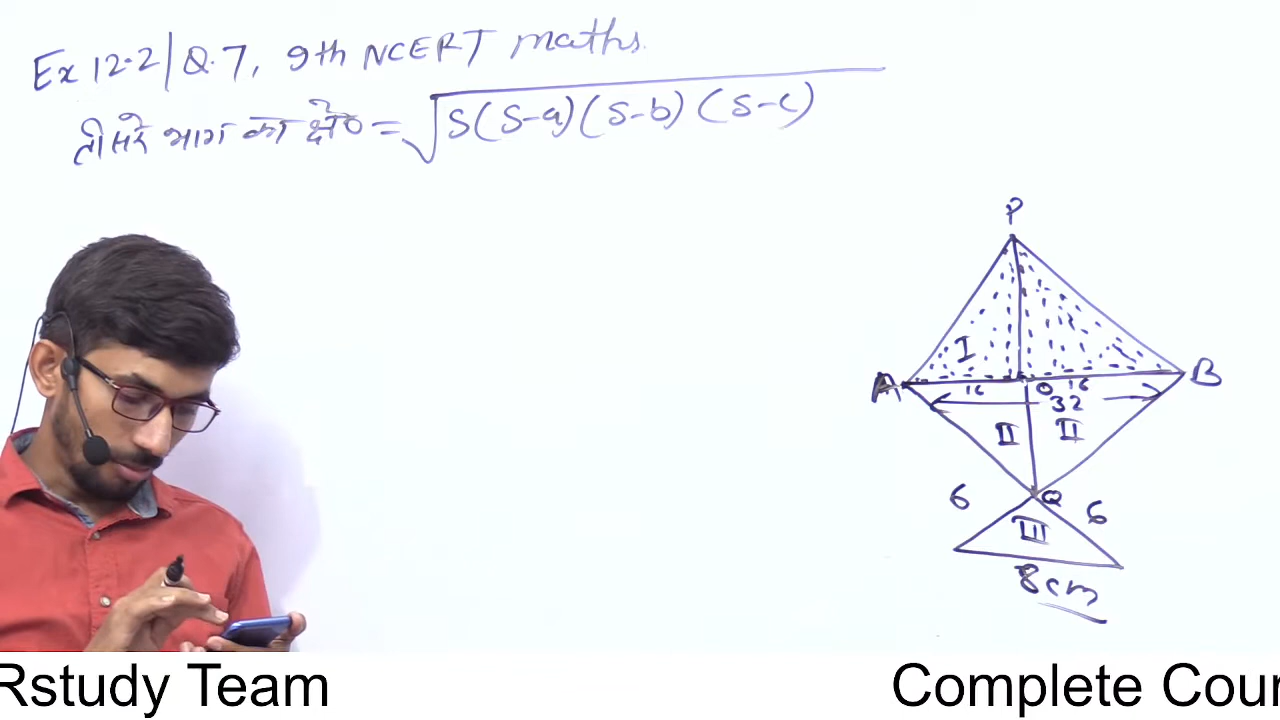 Ex 12.2 | Q.7, 9th NCERT maths.
तीसरे भाग का क्षे० = √S(S-a)(S-b)(S-c)
P
I
A B
16 O 16
32
II II
Q
6 6
III
8cm
Rstudy Team Complete Cour